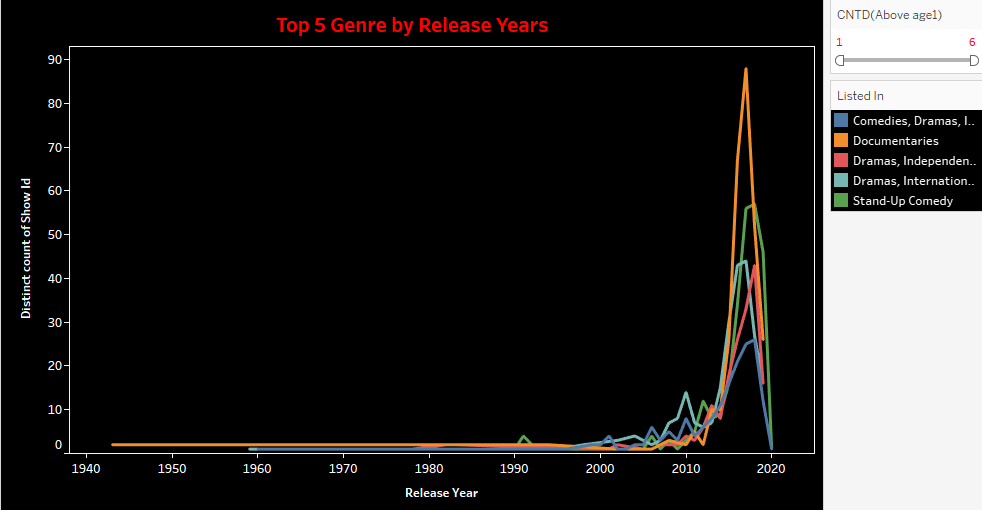 Top 5 Genre by Release Years
CNTD(Above age1)
1 6
Listed In
Comedies, Dramas, I..
Documentaries
Dramas, Independen..
Dramas, Internation..
Stand-Up Comedy
Distinct count of Show Id
90
80
70
60
50
40
30
20
10
0
1940 1950 1960 1970 1980 1990 2000 2010 2020
Release Year